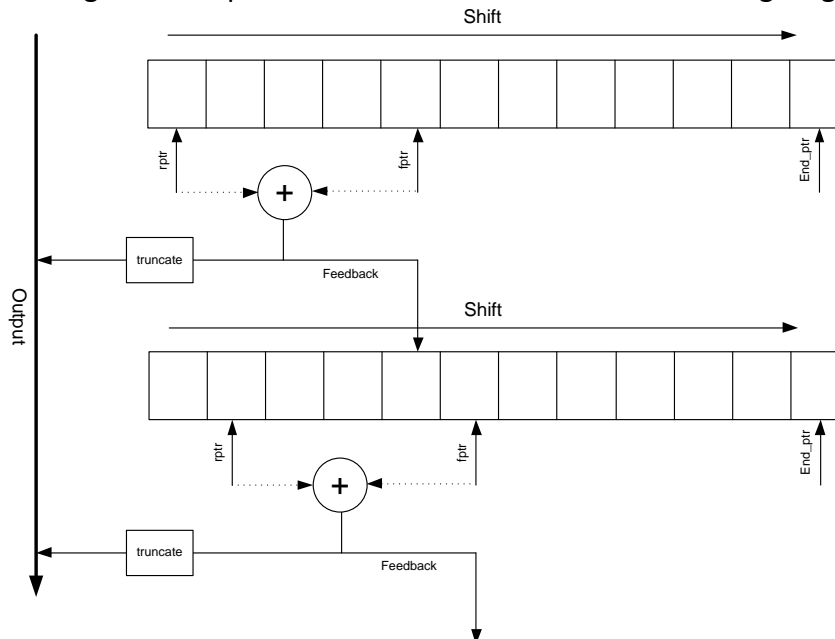 Shift
rptr
fptr
End_ptr
+
truncate
Feedback
Output
Shift
rptr
fptr
End_ptr
+
truncate
Feedback